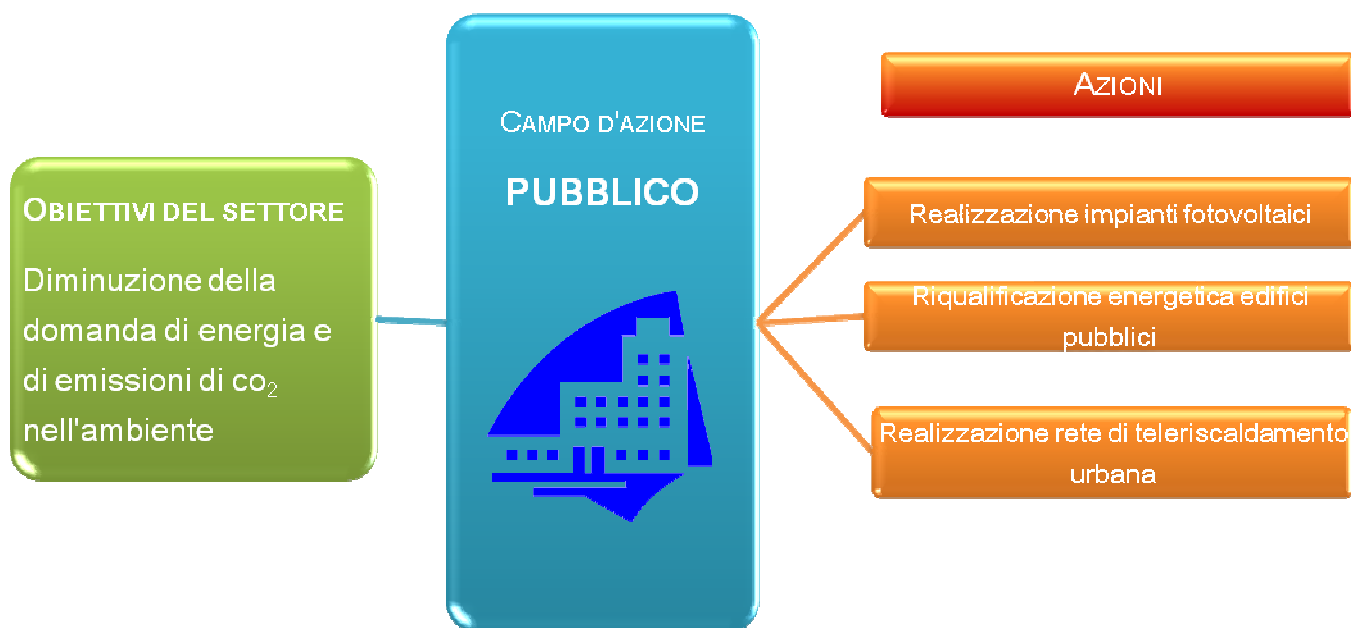 OBIETTIVI DEL SETTORE
Diminuzione della
domanda di energia e
di emissioni di co₂
nell'ambiente
CAMPO D'AZIONE
PUBBLICO
AZIONI
Realizzazione impianti fotovoltaici
Riqualificazione energetica edifici
pubblici
Realizzazione rete di teleriscaldamento
urbana